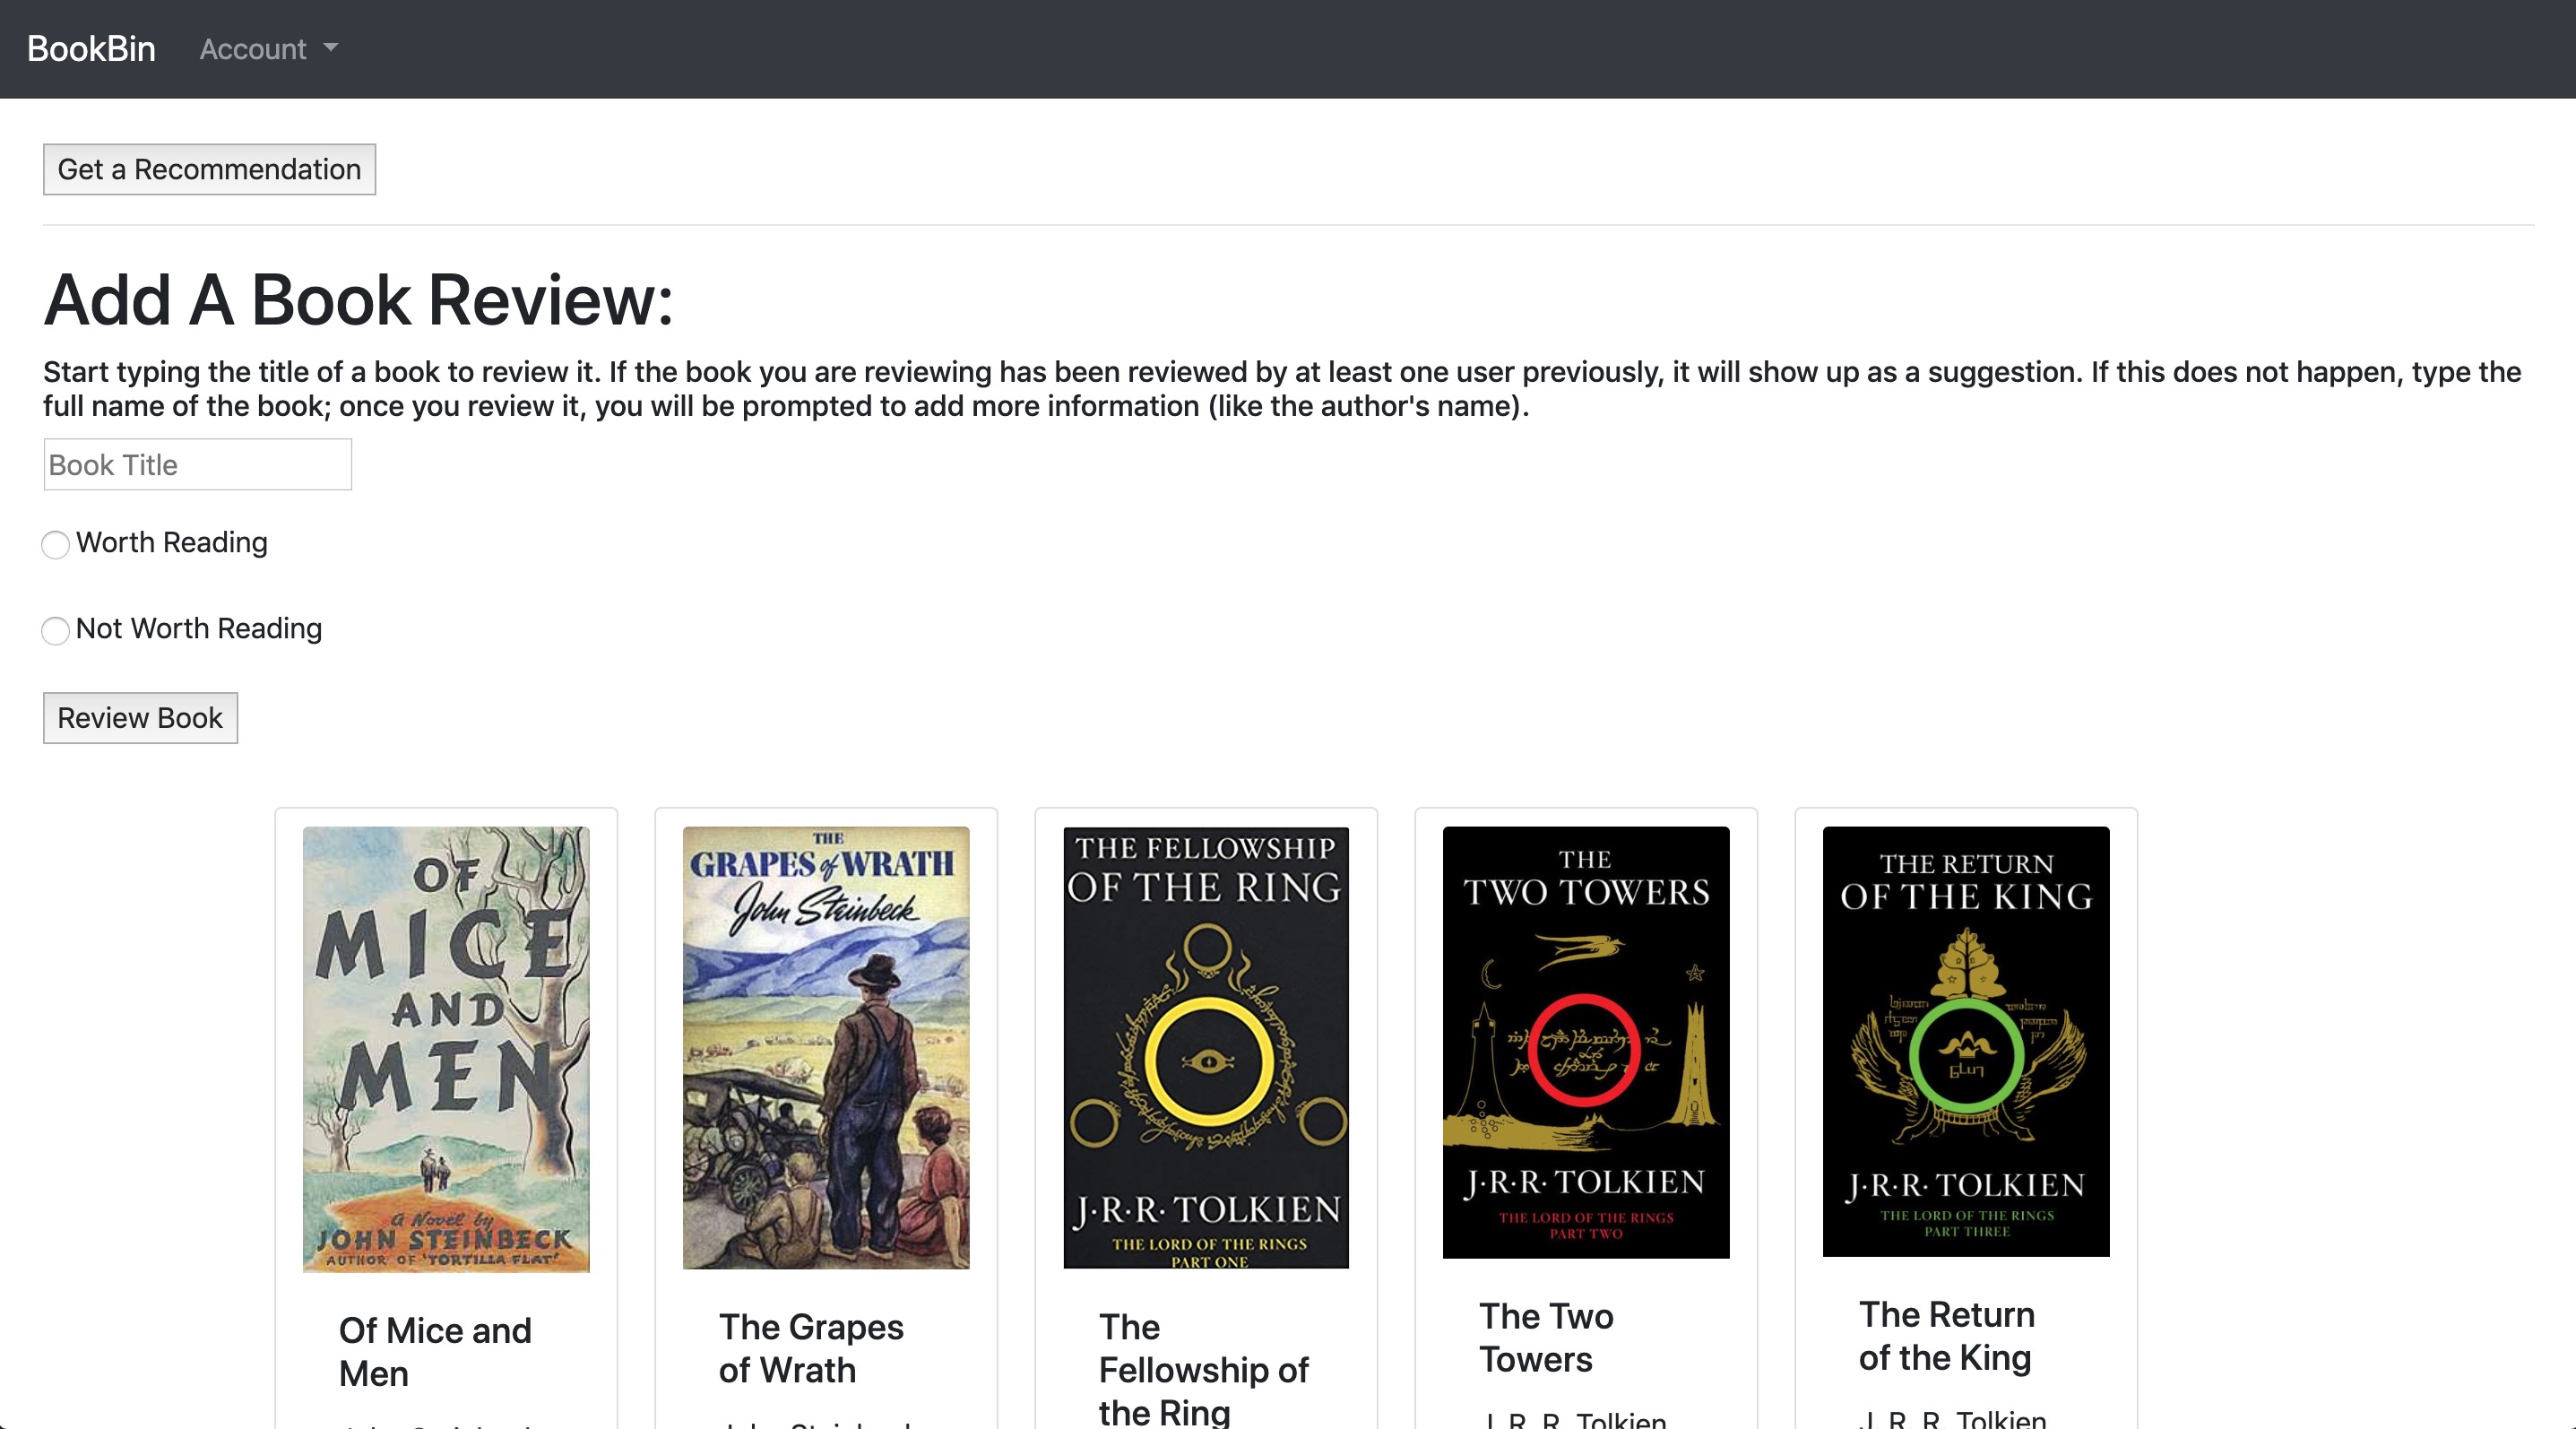 BookBin Account
Get a Recommendation
Add A Book Review:
Start typing the title of a book to review it. If the book you are reviewing has been reviewed by at least one user previously, it will show up as a suggestion. If this does not happen, type the
full name of the book; once you review it, you will be prompted to add more information (like the author's name).
Book Title
Worth Reading
Not Worth Reading
Review Book
OF
MICE
AND
MEN
a Novel by
JOHN STEINBECK
AUTHOR OF 'TORTILLA FLAT'
Of Mice and
Men
THE
GRAPES of WRATH
John Steinbeck
The Grapes
of Wrath
THE FELLOWSHIP
OF THE RING
J·R·R· TOLKIEN
THE LORD OF THE RINGS
PART ONE
The
Fellowship of
the Ring
THE
TWO TOWERS
J·R·R· TOLKIEN
THE LORD OF THE RINGS
PART TWO
The Two
Towers
J. R. R. Tolkien
THE RETURN
OF THE KING
J·R·R· TOLKIEN
THE LORD OF THE RINGS
PART THREE
The Return
of the King
J. R. R. Tolkien